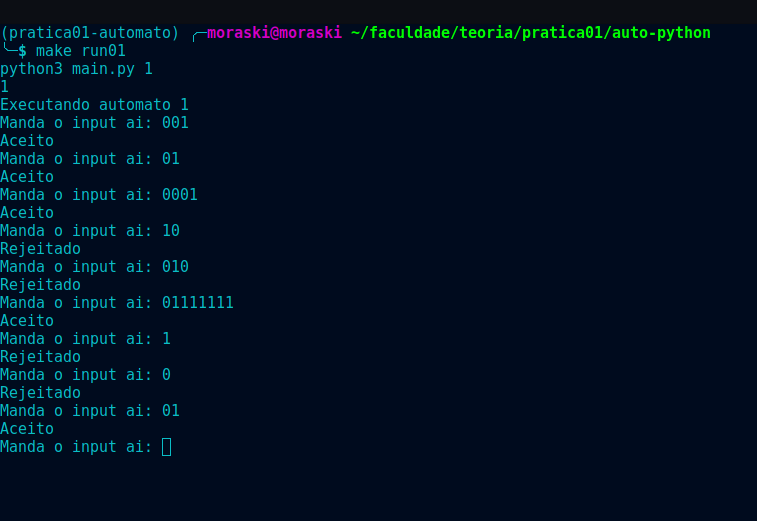 (pratica01-automato) ╭─moraski@moraski ~/faculdade/teoria/pratica01/auto-python
╰─$ make run01
python3 main.py 1
1
Executando automato 1
Manda o input ai: 001
Aceito
Manda o input ai: 01
Aceito
Manda o input ai: 0001
Aceito
Manda o input ai: 10
Rejeitado
Manda o input ai: 010
Rejeitado
Manda o input ai: 01111111
Aceito
Manda o input ai: 1
Rejeitado
Manda o input ai: 0
Rejeitado
Manda o input ai: 01
Aceito
Manda o input ai: